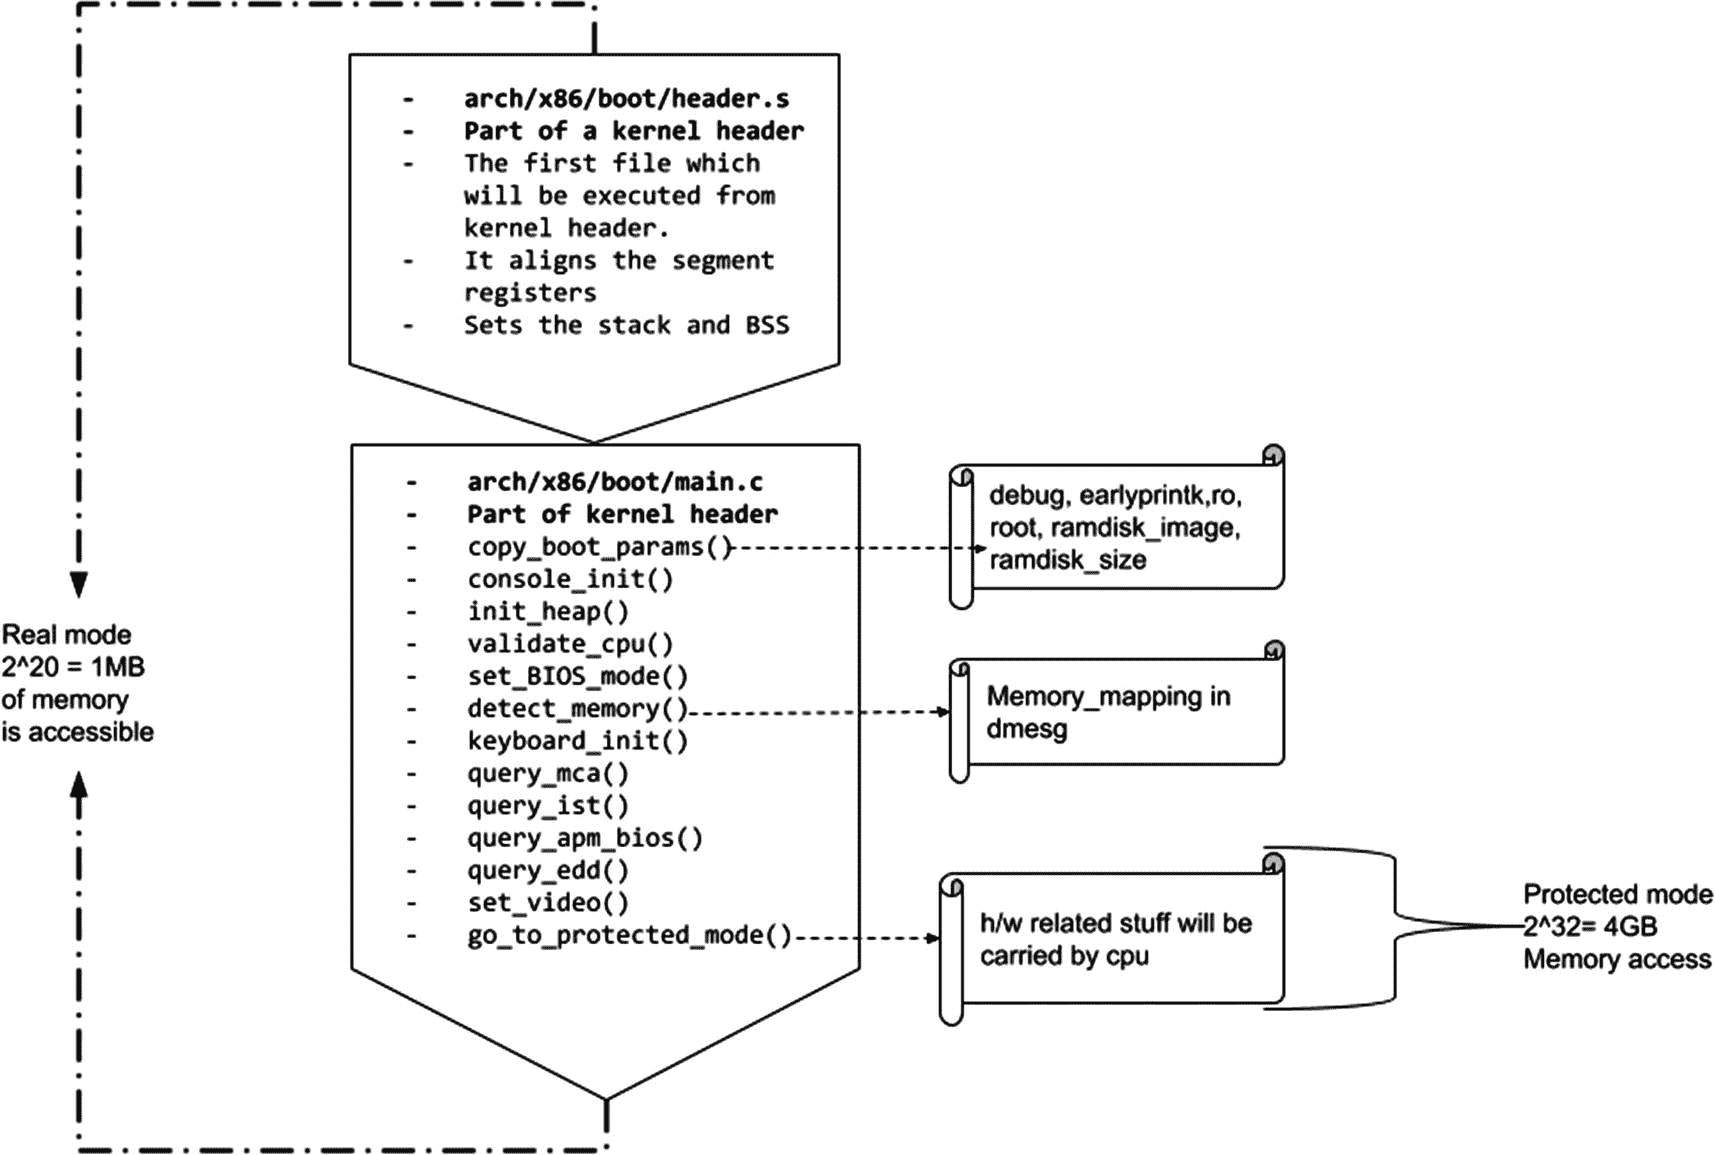 - arch/x86/boot/header.s
- Part of a kernel header
- The first file which
will be executed from
kernel header.
- It aligns the segment
registers
- Sets the stack and BSS
- arch/x86/boot/main.c
- Part of kernel header
- copy_boot_params()
- console_init()
- init_heap()
- validate_cpu()
- set_BIOS_mode()
- detect_memory()
- keyboard_init()
- query_mca()
- query_ist()
- query_apm_bios()
- query_edd()
- set_video()
- go_to_protected_mode()
debug, earlyprintk,ro,
root, ramdisk_image,
ramdisk_size
Memory_mapping in
dmesg
h/w related stuff will be
carried by cpu
Real mode
2^20 = 1MB
of memory
is accessible
Protected mode
2^32= 4GB
Memory access